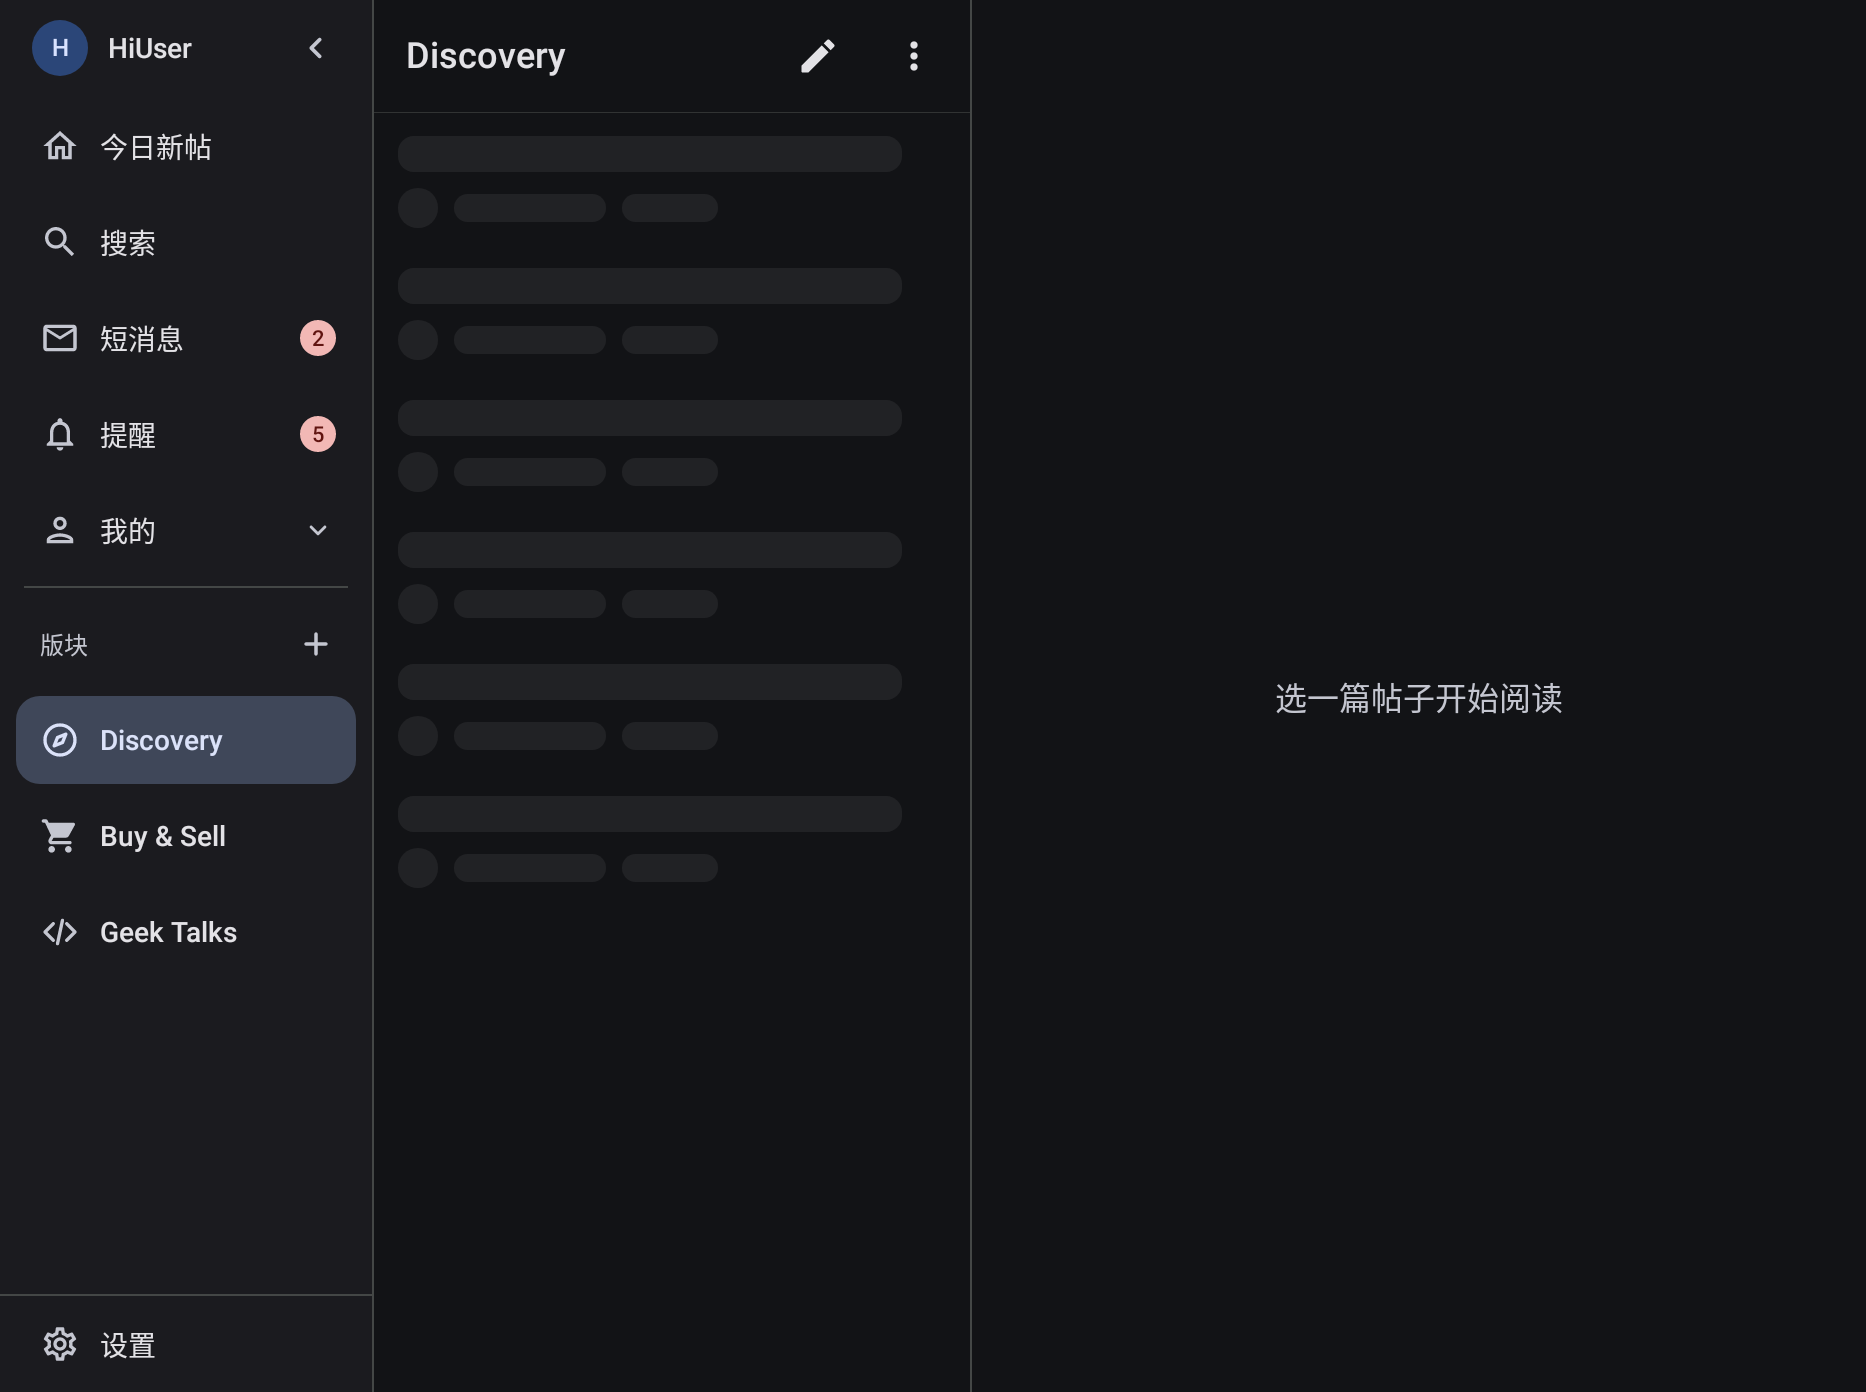 H
HiUser
今日新帖
搜索
短消息
2
提醒
5
我的
版块
Discovery
Buy & Sell
Geek Talks
设置
Discovery
选一篇帖子开始阅读